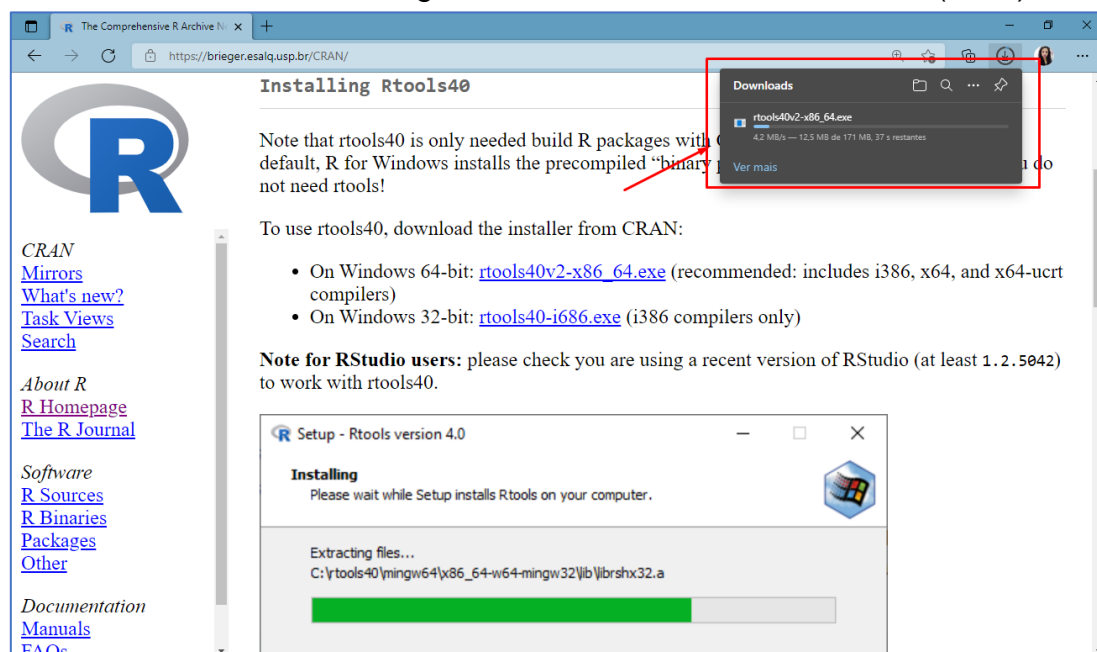 The Comprehensive R Archive N
https://brieger.esalq.usp.br/CRAN/
Downloads
rtools40v2-x86_64.exe
4,2 MB/s — 12,5 MB de 171 MB, 37 s restantes
Ver mais
R
CRAN
Mirrors
What's new?
Task Views
Search
About R
R Homepage
The R Journal
Software
R Sources
R Binaries
Packages
Other
Documentation
Manuals
FAQs
Installing Rtools40
Note that rtools40 is only needed build R packages with
default, R for Windows installs the precompiled “binary do
not need rtools!
To use rtools40, download the installer from CRAN:
• On Windows 64-bit: rtools40v2-x86_64.exe (recommended: includes i386, x64, and x64-ucrt
compilers)
• On Windows 32-bit: rtools40-i686.exe (i386 compilers only)
Note for RStudio users: please check you are using a recent version of RStudio (at least 1.2.5042)
to work with rtools40.
Setup - Rtools version 4.0
Installing
Please wait while Setup installs Rtools on your computer.
Extracting files...
C:\rtools40\mingw64\x86_64-w64-mingw32\lib\librshx32.a